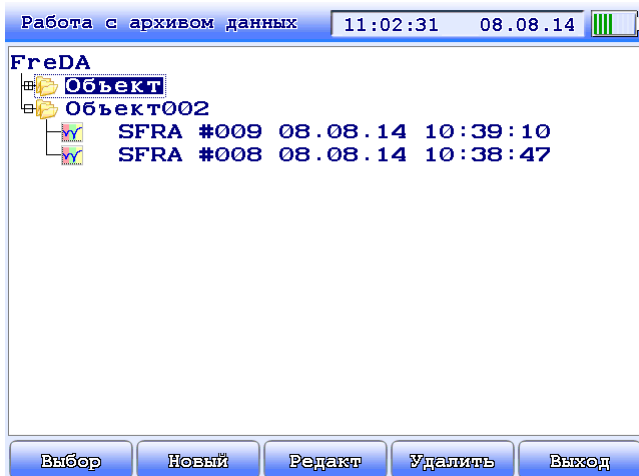 Работа с архивом данных 11:02:31 08.08.14
FreDA
Объект
Объект002
SFRA #009 08.08.14 10:39:10
SFRA #008 08.08.14 10:38:47
Выбор Новый Редакт Удалить Выход